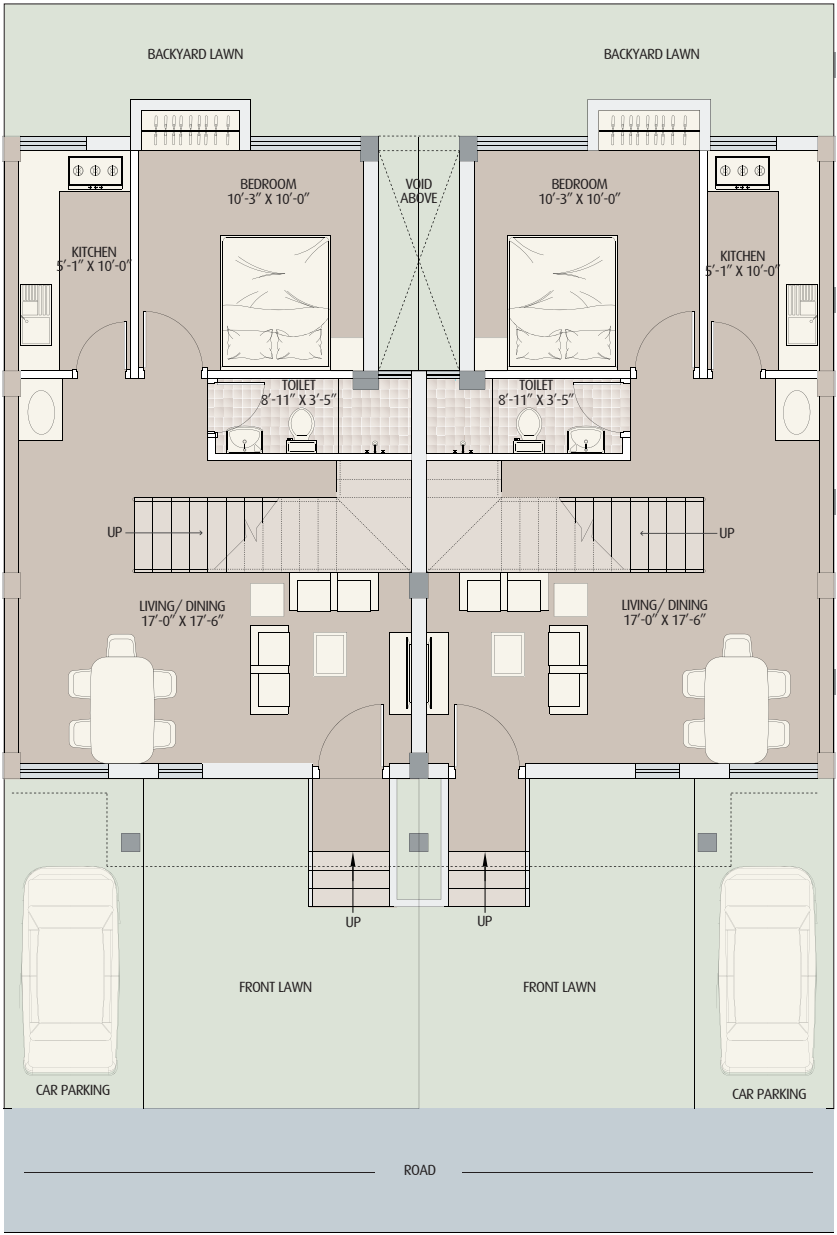 BACKYARD LAWN
BACKYARD LAWN
BEDROOM
10'-3" X 10'-0"
VOID
ABOVE
BEDROOM
10'-3" X 10'-0"
KITCHEN
5'-1" X 10'-0"
KITCHEN
5'-1" X 10'-0"
TOILET
8'-11" X 3'-5"
TOILET
8'-11" X 3'-5"
UP
UP
LIVING/ DINING
17'-0" X 17'-6"
LIVING/ DINING
17'-0" X 17'-6"
UP
UP
FRONT LAWN
FRONT LAWN
CAR PARKING
CAR PARKING
ROAD